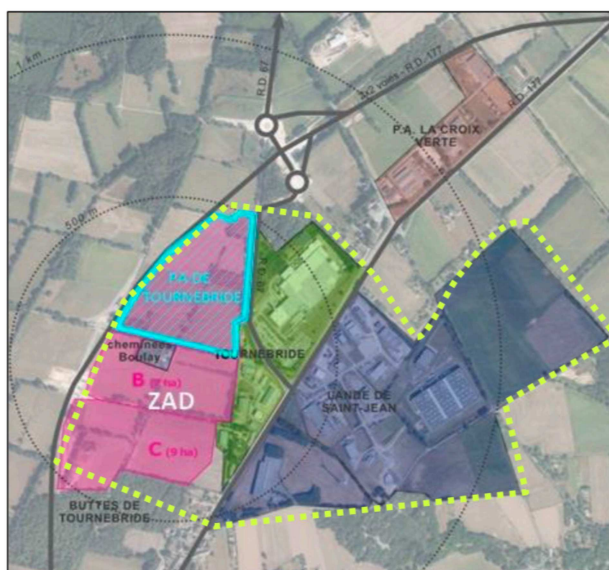 1 km
R.D. 67
2x2 voies - R.D. 177
R.D. 177
P.A. LA CROIX
VERTE
500 m
PA DE
TOURNEBRIDE
cheminées
Boulay
TOURNEBRIDE
B
ZAD
C (9 ha)
LANDE DE
SAINT-JEAN
BUTTES DE
TOURNEBRIDE